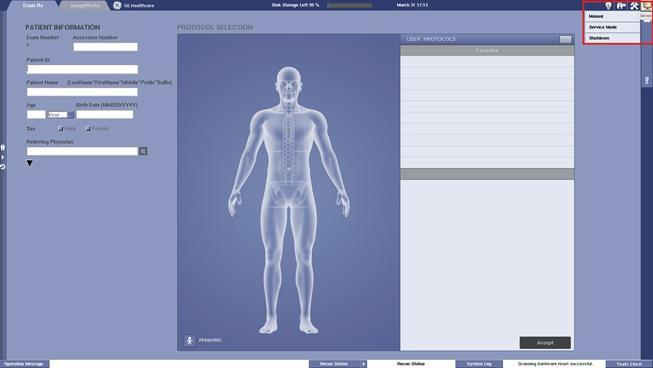 Exam Rx
ImageWorks
GE Healthcare
Disk Storage Left 99 %
March 31 17:13
Manual
Service
Service Mode
Shutdown
PATIENT INFORMATION
Exam Number
Accession Number
1
Patient ID
Patient Name (LastName^FirstName^Middle^Prefix^Suffix)
Age
Birth Date (MM/DD/YYYY)
Year
Sex
Male
Female
Referring Physician
PROTOCOL SELECTION
PEDIATRIC
USER PROTOCOLS
Favorites
Accept
Operation Message
Recon Status
Recon Status
System Log
Scanning hardware reset successful.
Tools Chest